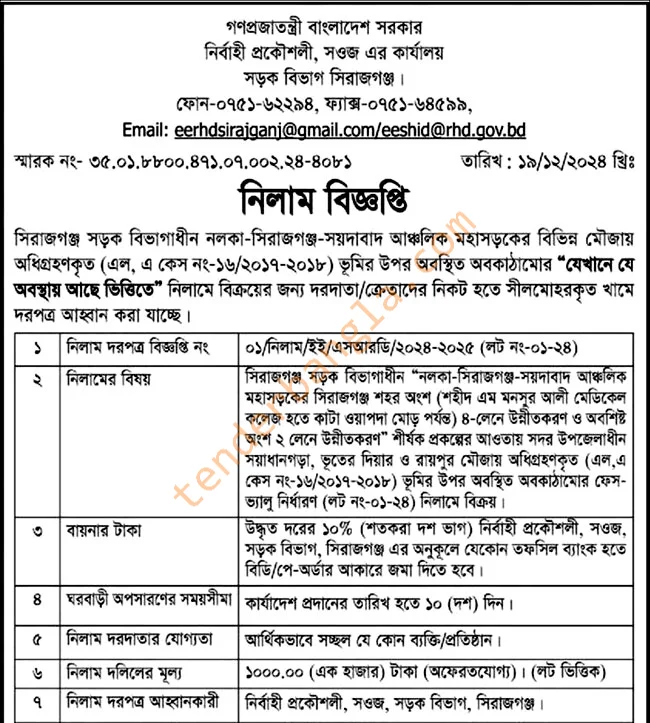 গণপ্রজাতন্ত্রী বাংলাদেশ সরকার
নির্বাহী প্রকৌশলী, সওজ এর কার্যালয়
সড়ক বিভাগ সিরাজগঞ্জ।
ফোন-০৭৫১-৬২২৯৪, ফ্যাক্স-০৭৫১-৬৪৫৯৯,
Email: eerhdsirajganj@gmail.com/eeshid@rhd.gov.bd
স্মারক নং- ৩৫.০১.৮৮০০.৪৭১.০৭.০০২.২৪-৪০৮১ তারিখ : ১৯/১২/২০২৪ খ্রিঃ
নিলাম বিজ্ঞপ্তি
সিরাজগঞ্জ সড়ক বিভাগাধীন নলকা-সিরাজগঞ্জ-সয়দাবাদ আঞ্চলিক মহাসড়কের বিভিন্ন মৌজায়
অধিগ্রহণকৃত (এল, এ কেস নং-১৬/২০১৭-২০১৮) ভূমির উপর অবস্থিত অবকাঠামোর “যেখানে যে
অবস্থায় আছে ভিত্তিতে” নিলামে বিক্রয়ের জন্য দরদাতা/ক্রেতাদের নিকট হতে সীলমোহরকৃত খামে
দরপত্র আহ্বান করা যাচ্ছে।
১ নিলাম দরপত্র বিজ্ঞপ্তি নং ০১/নিলাম/ইই/এসআরডি/২০২৪-২০২৫ (লট নং-০১-২৪)
২ নিলামের বিষয় সিরাজগঞ্জ সড়ক বিভাগাধীন “নলকা-সিরাজগঞ্জ-সয়দাবাদ আঞ্চলিক
মহাসড়কের সিরাজগঞ্জ শহর অংশ (শহীদ এম মনসুর আলী মেডিকেল
কলেজ হতে কাটা ওয়াপদা মোড় পর্যন্ত) ৪-লেনে উন্নীতকরণ ও অবশিষ্ট
অংশ ২ লেনে উন্নীতকরণ” শীর্ষক প্রকল্পের আওতায় সদর উপজেলাধীন
সয়াধানগড়া, ভূতের দিয়ার ও রায়পুর মৌজায় অধিগ্রহণকৃত (এল,এ
কেস নং-১৬/২০১৭-২০১৮) ভূমির উপর অবস্থিত অবকাঠামোর ফেস-
ভ্যালু নির্ধারণ (লট নং-০১-২৪) নিলামে বিক্রয়।
৩ বায়নার টাকা উদ্ধৃত দরের ১০% (শতকরা দশ ভাগ) নির্বাহী প্রকৌশলী, সওজ,
সড়ক বিভাগ, সিরাজগঞ্জ এর অনুকূলে যেকোন তফসিল ব্যাংক হতে
বিডি/পে-অর্ডার আকারে জমা দিতে হবে।
৪ ঘরবাড়ী অপসারণের সময়সীমা কার্যাদেশ প্রদানের তারিখ হতে ১০ (দশ) দিন।
৫ নিলাম দরদাতার যোগ্যতা আর্থিকভাবে সচ্ছল যে কোন ব্যক্তি/প্রতিষ্ঠান।
৬ নিলাম দলিলের মূল্য ১০০০.০০ (এক হাজার) টাকা (অফেরতযোগ্য)। (লট ভিত্তিক)
৭ নিলাম দরপত্র আহ্বানকারী নির্বাহী প্রকৌশলী, সওজ, সড়ক বিভাগ, সিরাজগঞ্জ।
tenderbangla.com